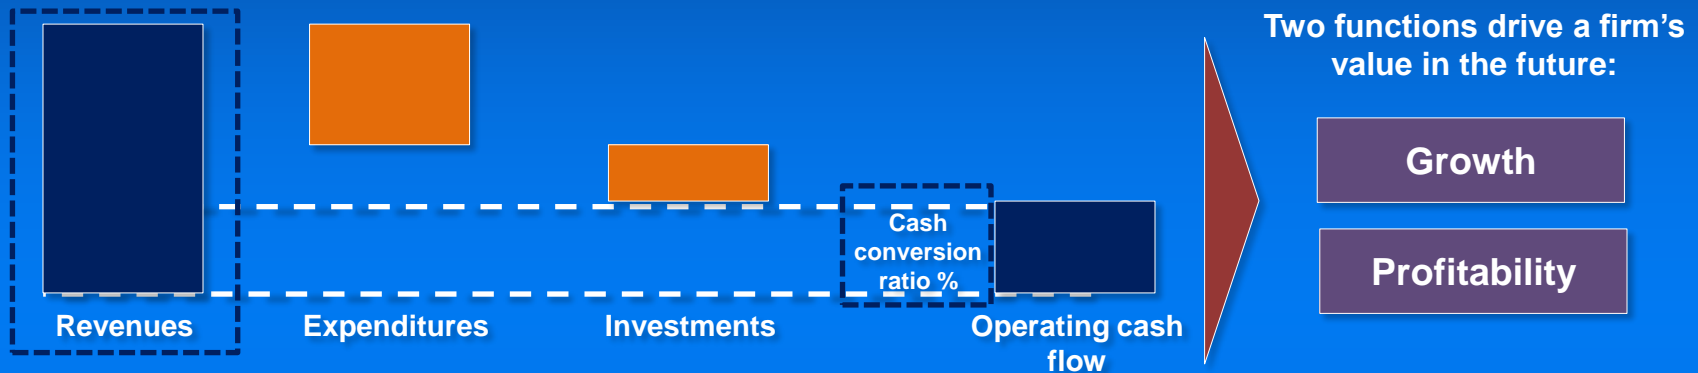 Two functions drive a firm's
value in the future:
Growth
Profitability
Cash
conversion
ratio %
Revenues
Expenditures
Investments
Operating cash
flow